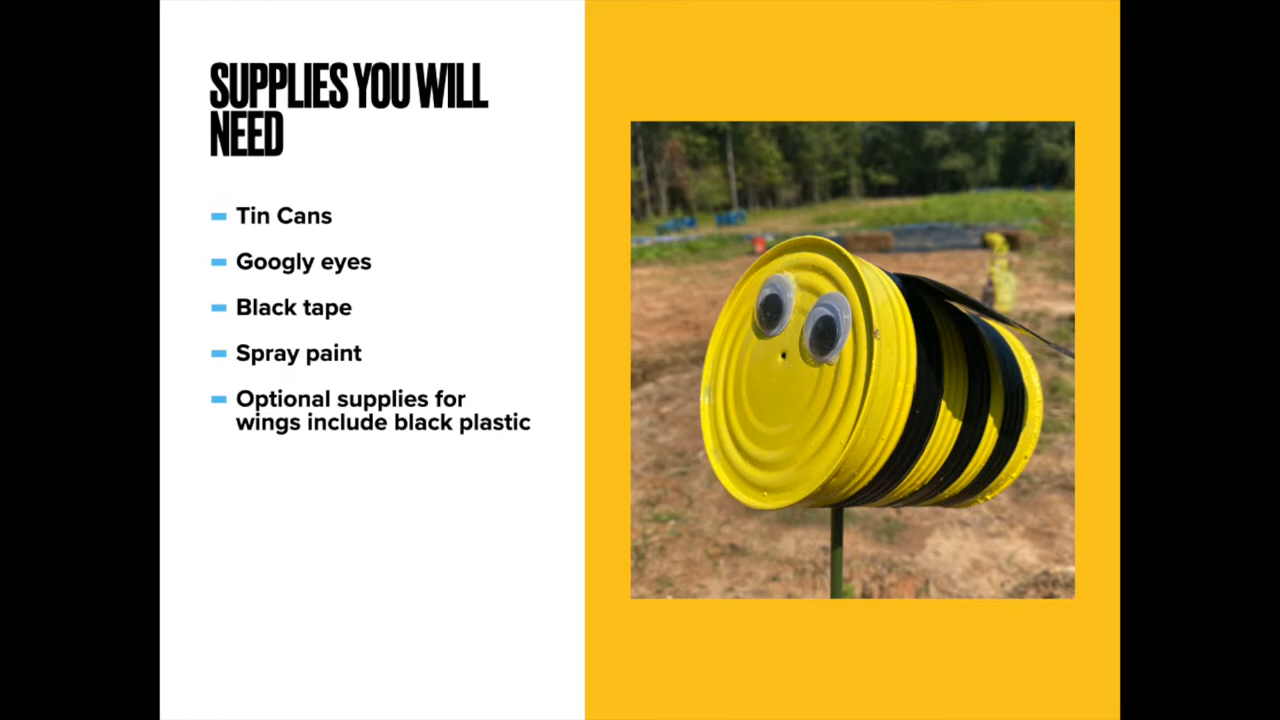 SUPPLIES YOU WILL
NEED
Tin Cans
Googly eyes
Black tape
Spray paint
Optional supplies for
wings include black plastic